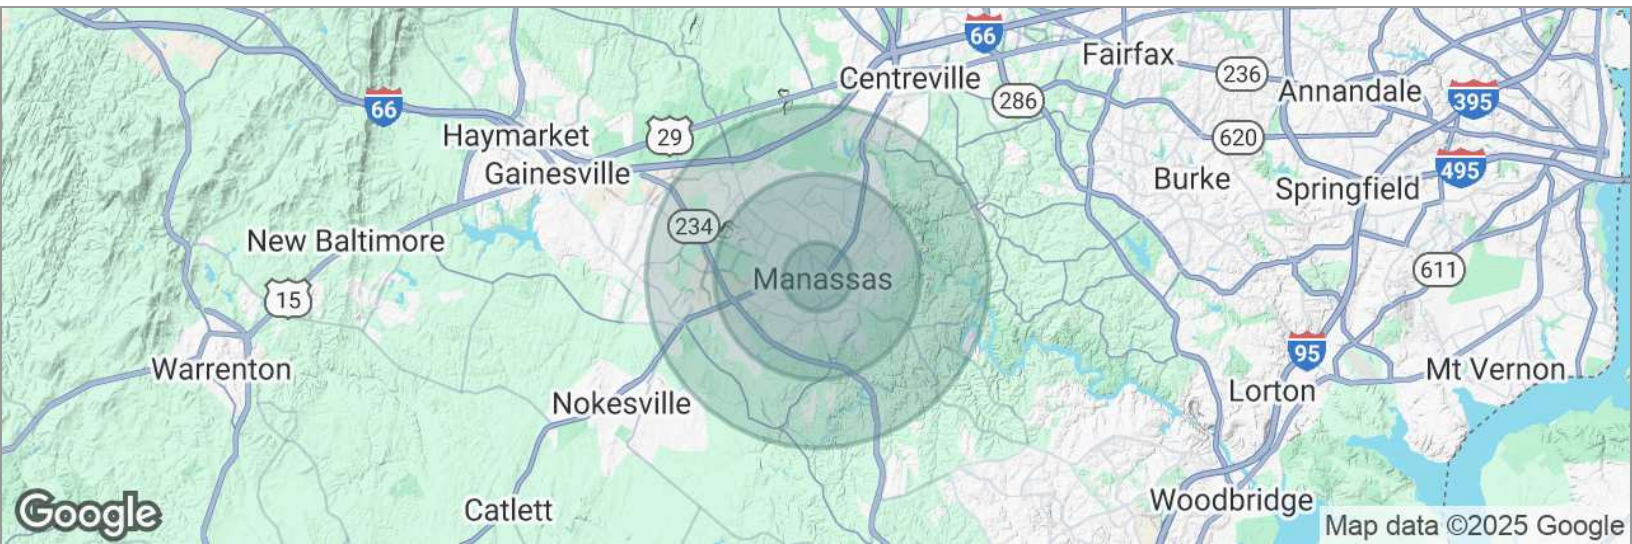 66
Fairfax
Centreville
236
286
Annandale
395
66
Haymarket
29
620
Gainesville
495
Burke
Springfield
234
New Baltimore
Manassas
611
15
95
Warrenton
Mt Vernon
Lorton
Nokesville
Woodbridge
Catlett
Google
Map data ©2025 Google